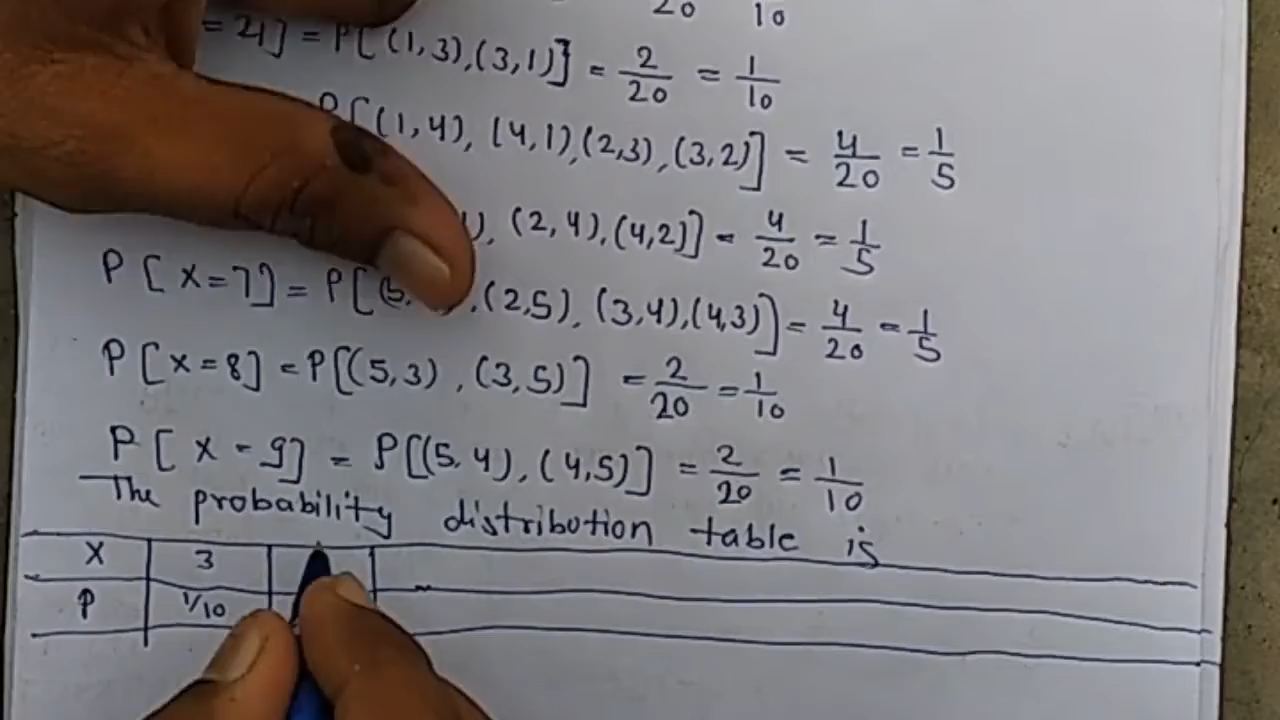 20 10
= 4] = P[(1,3),(3,1)] = 2/20 = 1/10
P[(1,4), (4,1),(2,3),(3,2)] = 4/20 = 1/5
), (2,4),(4,2)] = 4/20 = 1/5
P[x=7] = P[(5, ,(2,5), (3,4),(4,3)] = 4/20 = 1/5
P[x=8] = P[(5,3), (3,5)] = 2/20 = 1/10
P[x-9] = P[(5,4), (4,5)] = 2/20 = 1/10
The probability distribution table is
X 3
P 1/10